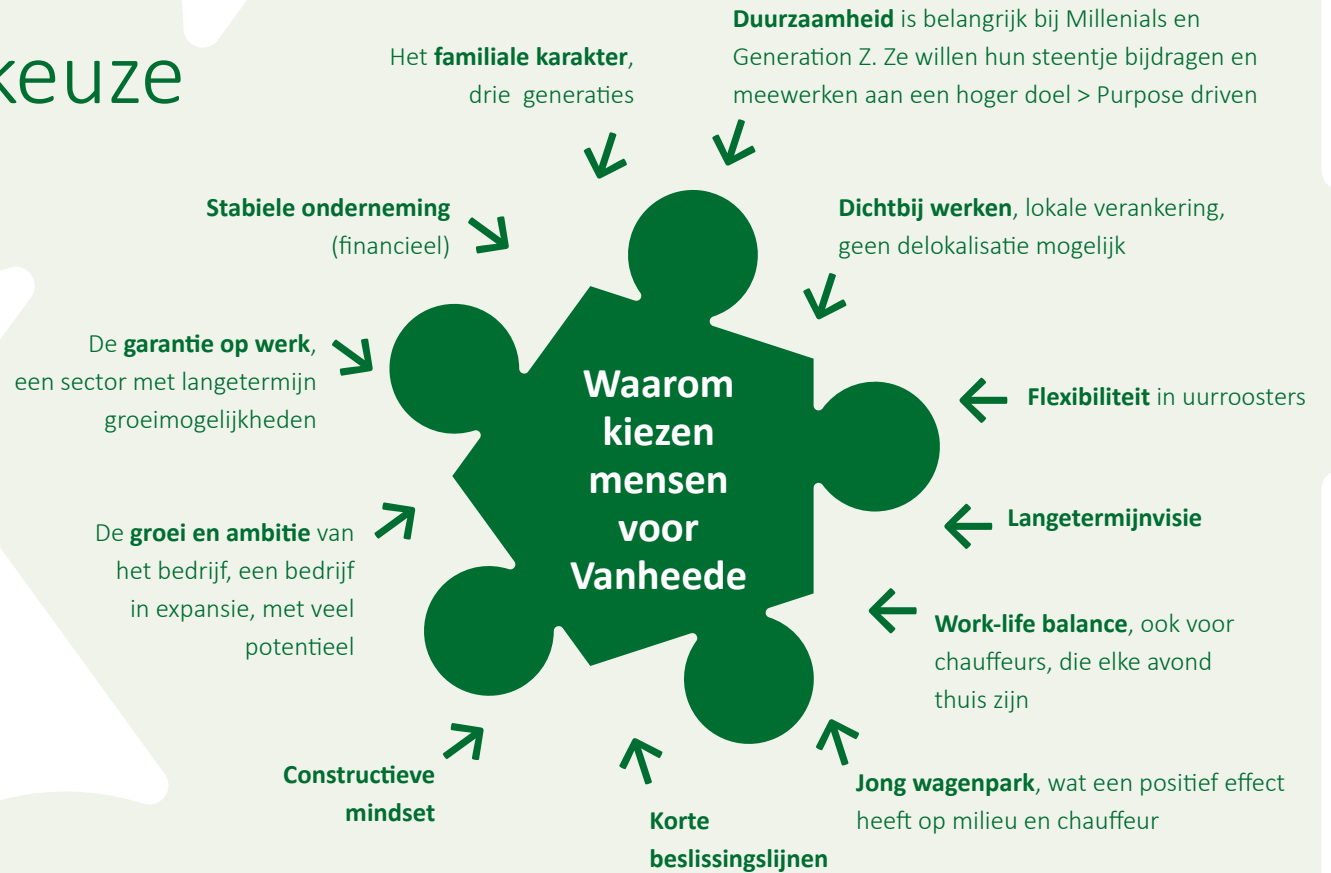 keuze
Het familiale karakter,
drie generaties
Duurzaamheid is belangrijk bij Millenials en
Generation Z. Ze willen hun steentje bijdragen en
meewerken aan een hoger doel > Purpose driven
Stabiele onderneming
(financieel)
Dichtbij werken, lokale verankering,
geen delokalisatie mogelijk
De garantie op werk,
een sector met langetermijn
groeimogelijkheden
Waarom
kiezen
mensen
voor
Vanheede
Flexibiliteit in uurroosters
Langetermijnvisie
De groei en ambitie van
het bedrijf, een bedrijf
in expansie, met veel
potentieel
Work-life balance, ook voor
chauffeurs, die elke avond
thuis zijn
Constructieve
mindset
Korte
beslissingslijnen
Jong wagenpark, wat een positief effect
heeft op milieu en chauffeur